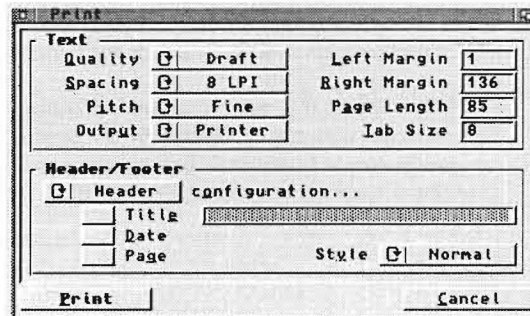 Print
Text
Quality Draft Left Margin 1
Spacing 8 LPI Right Margin 136
Pitch Fine Page Length 85
Output Printer Tab Size 8
Header/Footer
Header configuration...
Title
Date
Page Style Normal
Print Cancel